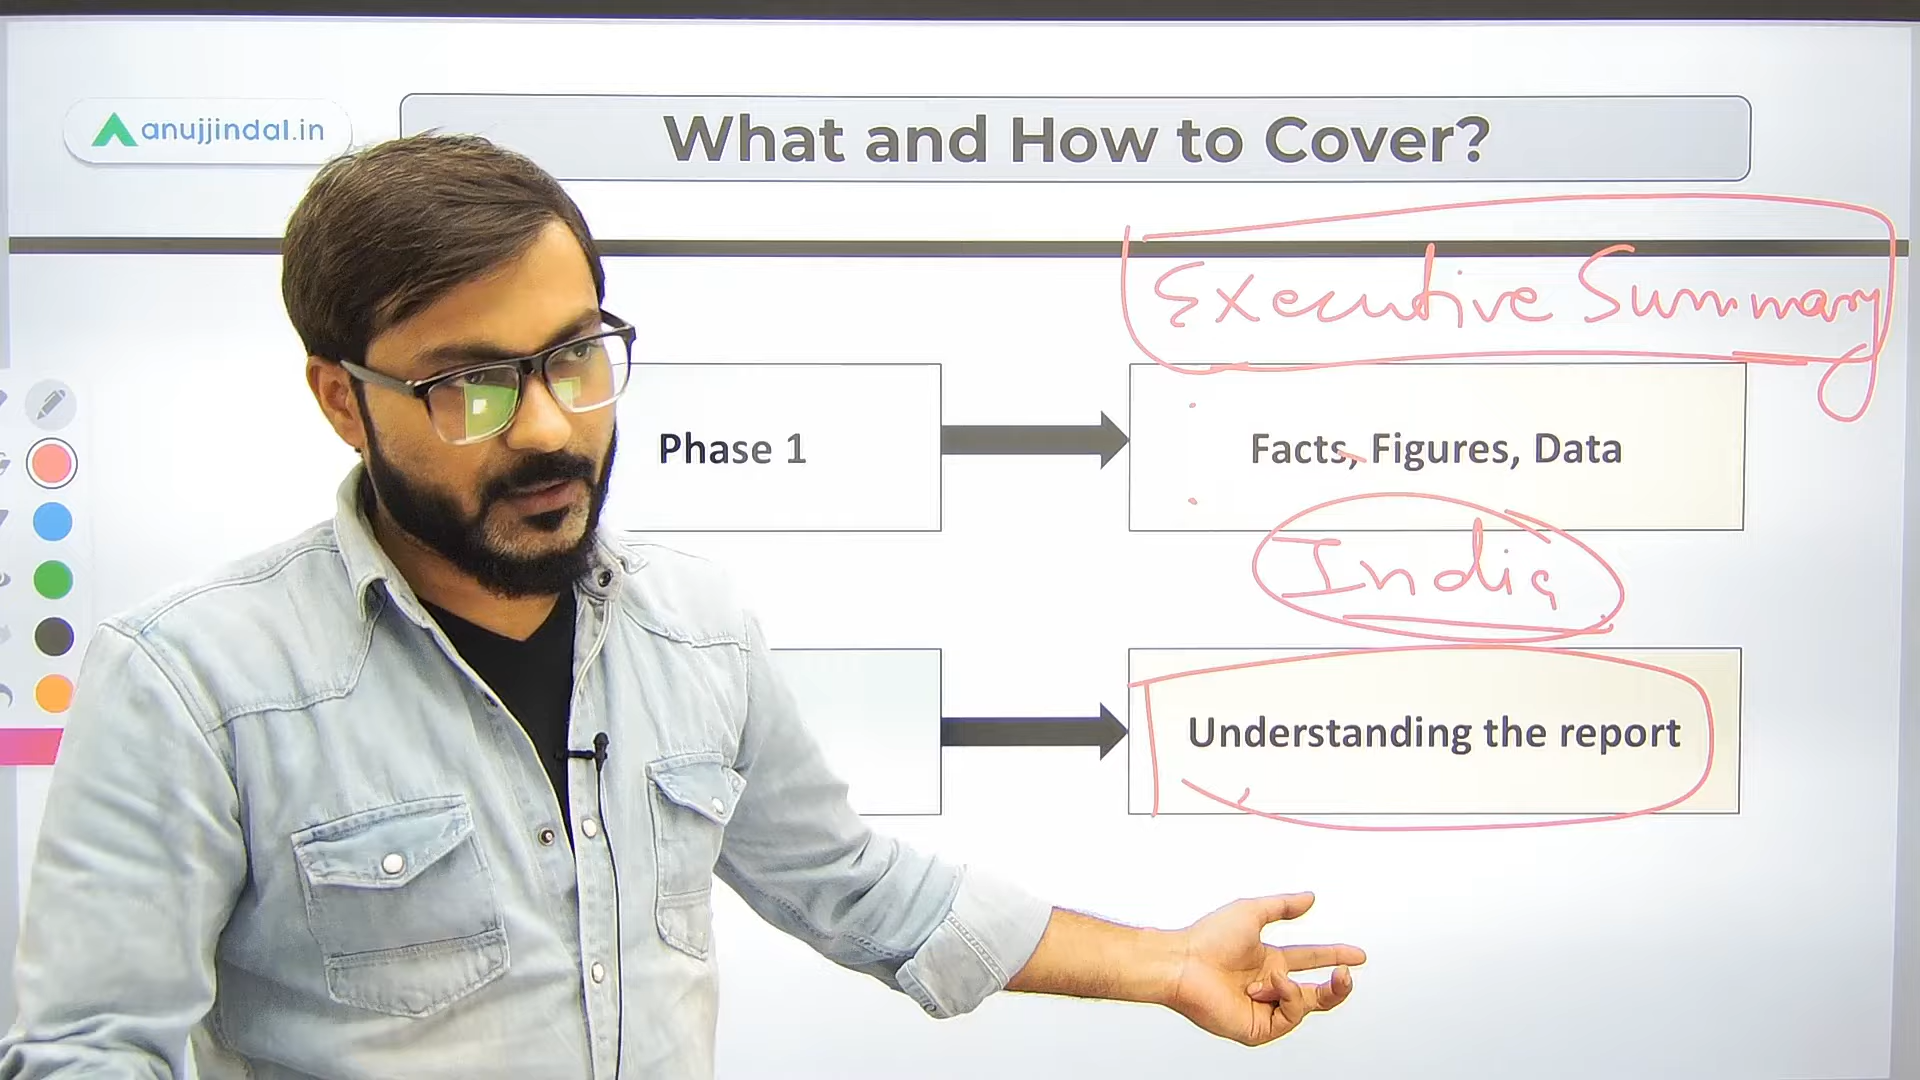 anujjindal.in
What and How to Cover?
Executive Summary
Phase 1
Facts, Figures, Data
India
Understanding the report